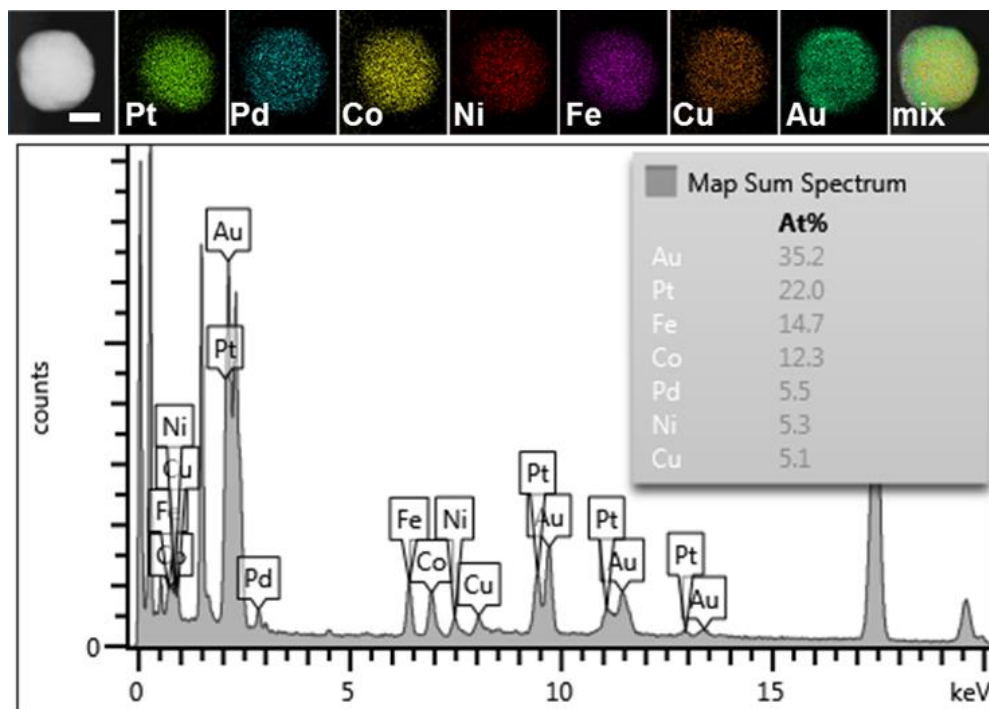 Pt Pd Co Ni Fe Cu Au mix
Map Sum Spectrum
At%
Au 35.2
Pt 22.0
Fe 14.7
Co 12.3
Pd 5.5
Ni 5.3
Cu 5.1
counts
Au
Pt
Ni
Cu
Fe
Co
Pd
Fe
Co
Ni
Cu
Pt
Au
Pt
Au
Pt
Au
0
0 5 10 15 keV